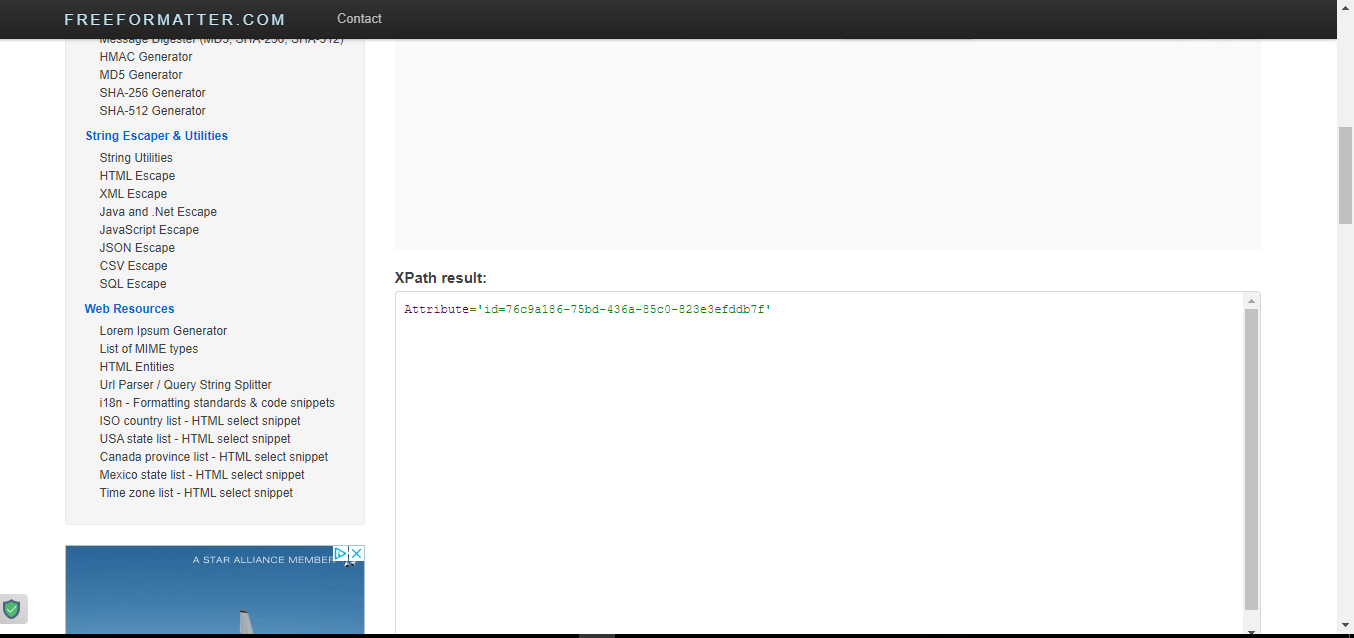 FREEFORMATTER.COM
Contact
Message Digester (MD5, SHA-256, SHA-512)
HMAC Generator
MD5 Generator
SHA-256 Generator
SHA-512 Generator
String Escaper & Utilities
String Utilities
HTML Escape
XML Escape
Java and .Net Escape
JavaScript Escape
JSON Escape
CSV Escape
SQL Escape
Web Resources
Lorem Ipsum Generator
List of MIME types
HTML Entities
Url Parser / Query String Splitter
i18n - Formatting standards & code snippets
ISO country list - HTML select snippet
USA state list - HTML select snippet
Canada province list - HTML select snippet
Mexico state list - HTML select snippet
Time zone list - HTML select snippet
A STAR ALLIANCE MEMBER
XPath result:
Attribute='id=76c9a186-75bd-436a-85c0-823e3efddb7f'